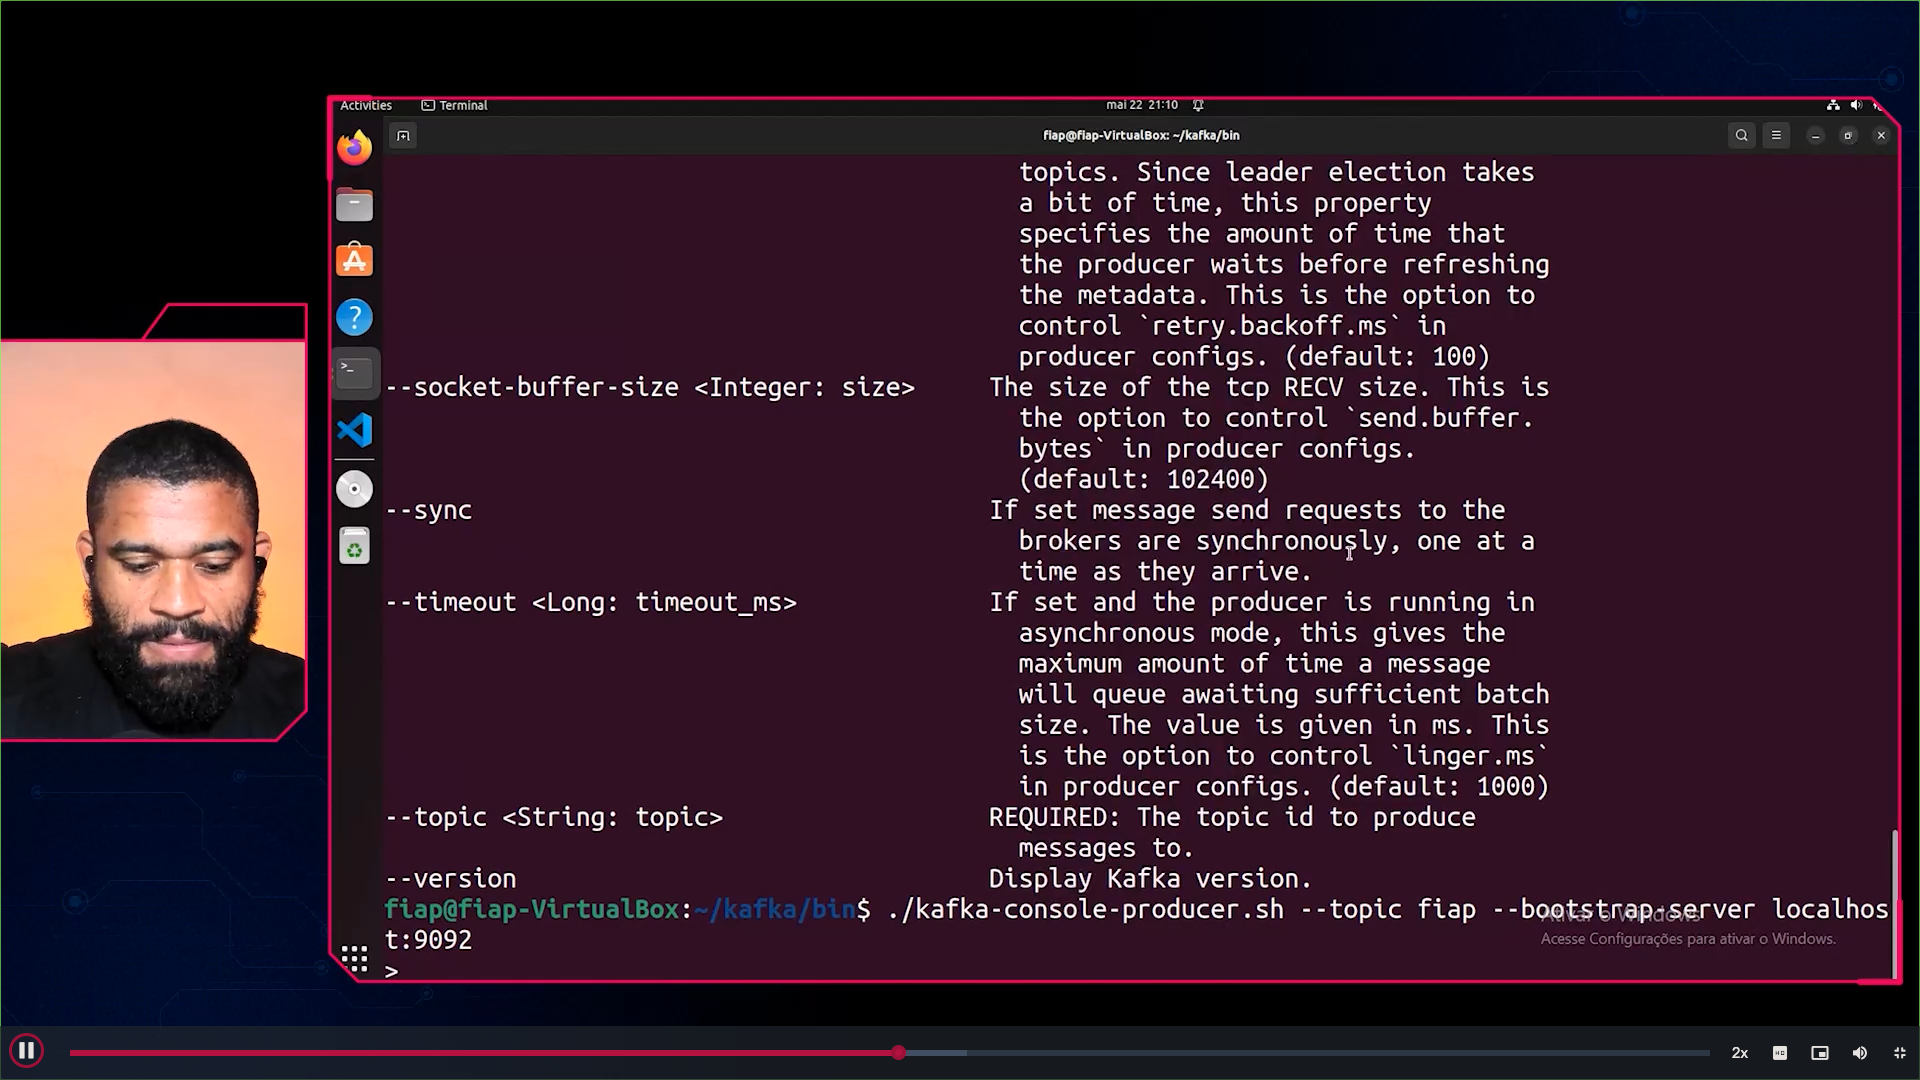 Activities Terminal mai 22 21:10
fiap@fiap-VirtualBox: ~/kafka/bin
topics. Since leader election takes
a bit of time, this property
specifies the amount of time that
the producer waits before refreshing
the metadata. This is the option to
control `retry.backoff.ms` in
producer configs. (default: 100)
--socket-buffer-size <Integer: size> The size of the tcp RECV size. This is
the option to control `send.buffer.
bytes` in producer configs.
(default: 102400)
--sync If set message send requests to the
brokers are synchronously, one at a
time as they arrive.
--timeout <Long: timeout_ms> If set and the producer is running in
asynchronous mode, this gives the
maximum amount of time a message
will queue awaiting sufficient batch
size. The value is given in ms. This
is the option to control `linger.ms`
in producer configs. (default: 1000)
--topic <String: topic> REQUIRED: The topic id to produce
messages to.
--version Display Kafka version.
fiap@fiap-VirtualBox:~/kafka/bin$ ./kafka-console-producer.sh --topic fiap --bootstrap-server localhos
t:9092
>
Ativar o Windows
Acesse Configurações para ativar o Windows.
2x HD